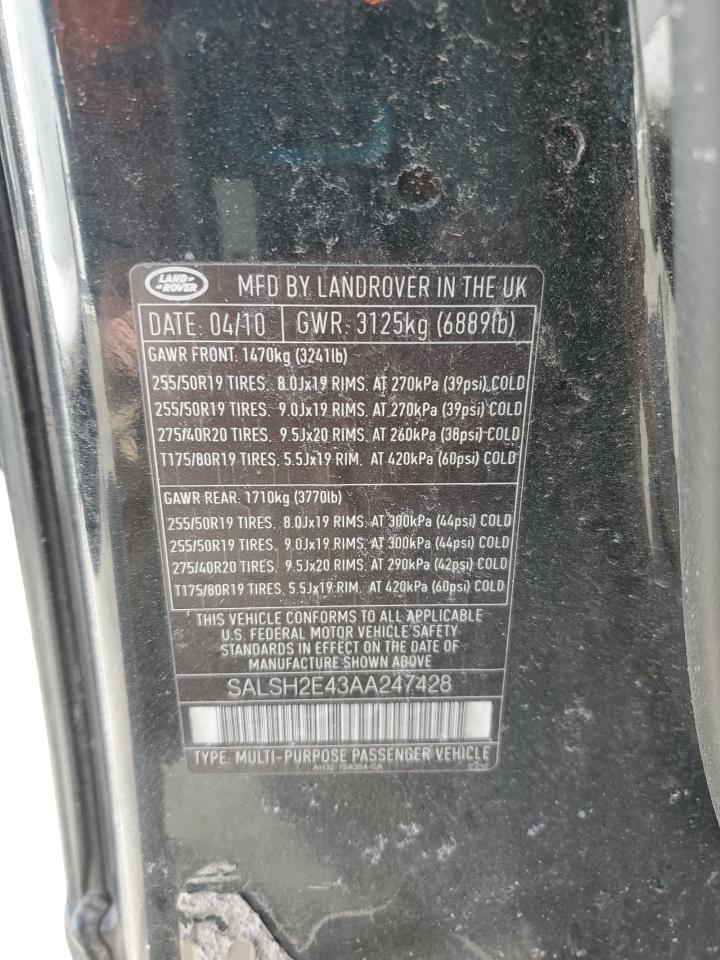 LAND ROVER
MFD BY LANDROVER IN THE UK
DATE: 04/10 GWR: 3125kg (6889lb)
GAWR FRONT: 1470kg (3241lb)
255/50R19 TIRES. 8.0Jx19 RIMS. AT 270kPa (39psi) COLD
255/50R19 TIRES. 9.0Jx19 RIMS. AT 270kPa (39psi) COLD
275/40R20 TIRES. 9.5Jx20 RIMS. AT 260kPa (38psi) COLD
T175/80R19 TIRES. 5.5Jx19 RIM. AT 420kPa (60psi) COLD
GAWR REAR: 1710kg (3770lb)
255/50R19 TIRES. 8.0Jx19 RIMS. AT 300kPa (44psi) COLD
255/50R19 TIRES. 9.0Jx19 RIMS. AT 300kPa (44psi) COLD
275/40R20 TIRES. 9.5Jx20 RIMS. AT 290kPa (42psi) COLD
T175/80R19 TIRES. 5.5Jx19 RIM. AT 420kPa (60psi) COLD
THIS VEHICLE CONFORMS TO ALL APPLICABLE
U.S. FEDERAL MOTOR VEHICLE SAFETY
STANDARDS IN EFFECT ON THE DATE OF
MANUFACTURE SHOWN ABOVE
SALSH2E43AA247428
TYPE: MULTI-PURPOSE PASSENGER VEHICLE